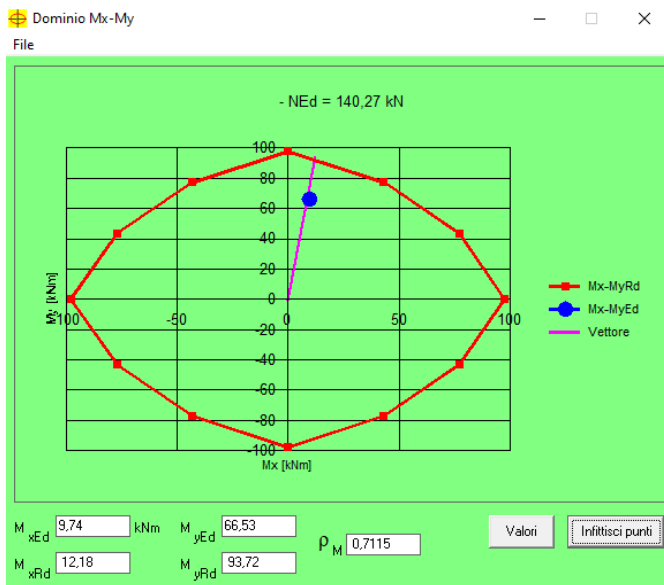 Dominio Mx-My
File
- NEd = 140,27 kN
100
80
60
40
20
0
-20
-40
-60
-80
-100
My [kNm]
-100 -50 0 50 100
Mx [kNm]
Mx-MyRd
Mx-MyEd
Vettore
M xEd 9,74 kNm M yEd 66,53
M xRd 12,18 M yRd 93,72
ρ M 0,7115
Valori
Infittisci punti